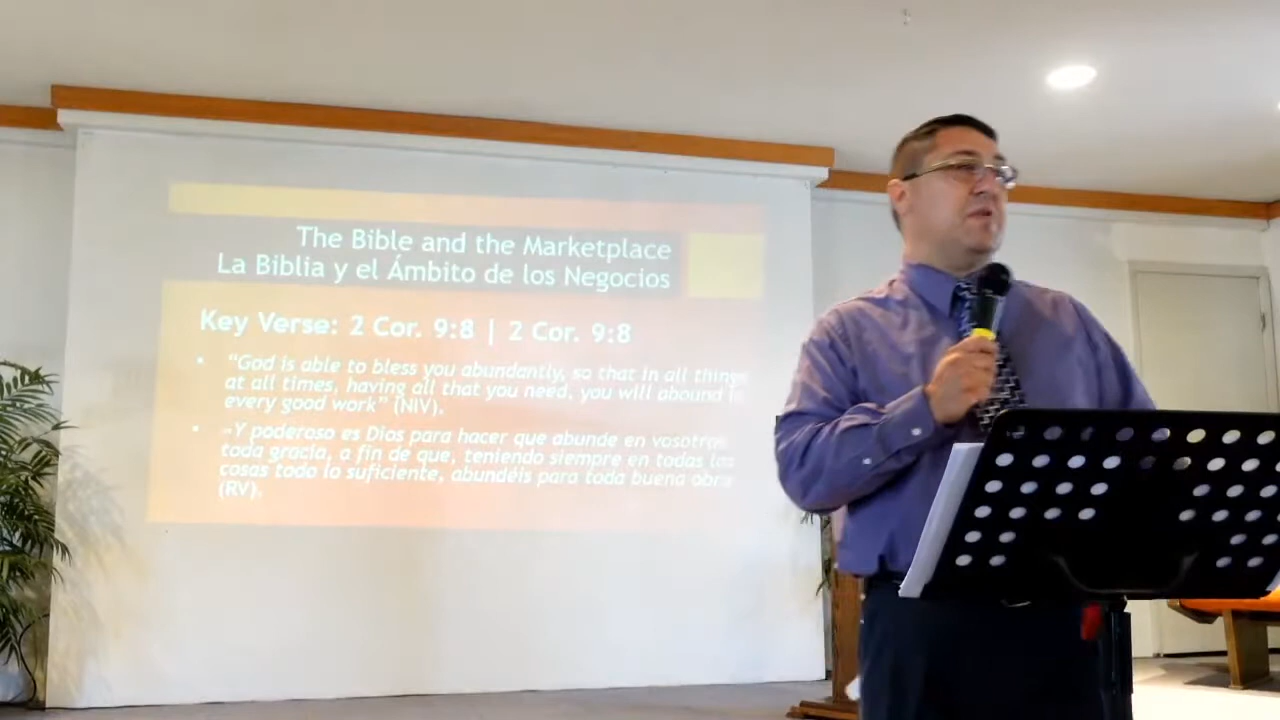 The Bible and the Marketplace
La Biblia y el Ámbito de los Negocios
Key Verse: 2 Cor. 9:8 | 2 Cor. 9:8
• “God is able to bless you abundantly, so that in all things
at all times, having all that you need, you will abound in
every good work” (NIV).
• “Y poderoso es Dios para hacer que abunde en vosotros
toda gracia, a fin de que, teniendo siempre en todas las
cosas todo lo suficiente, abundéis para toda buena obra
(RV).